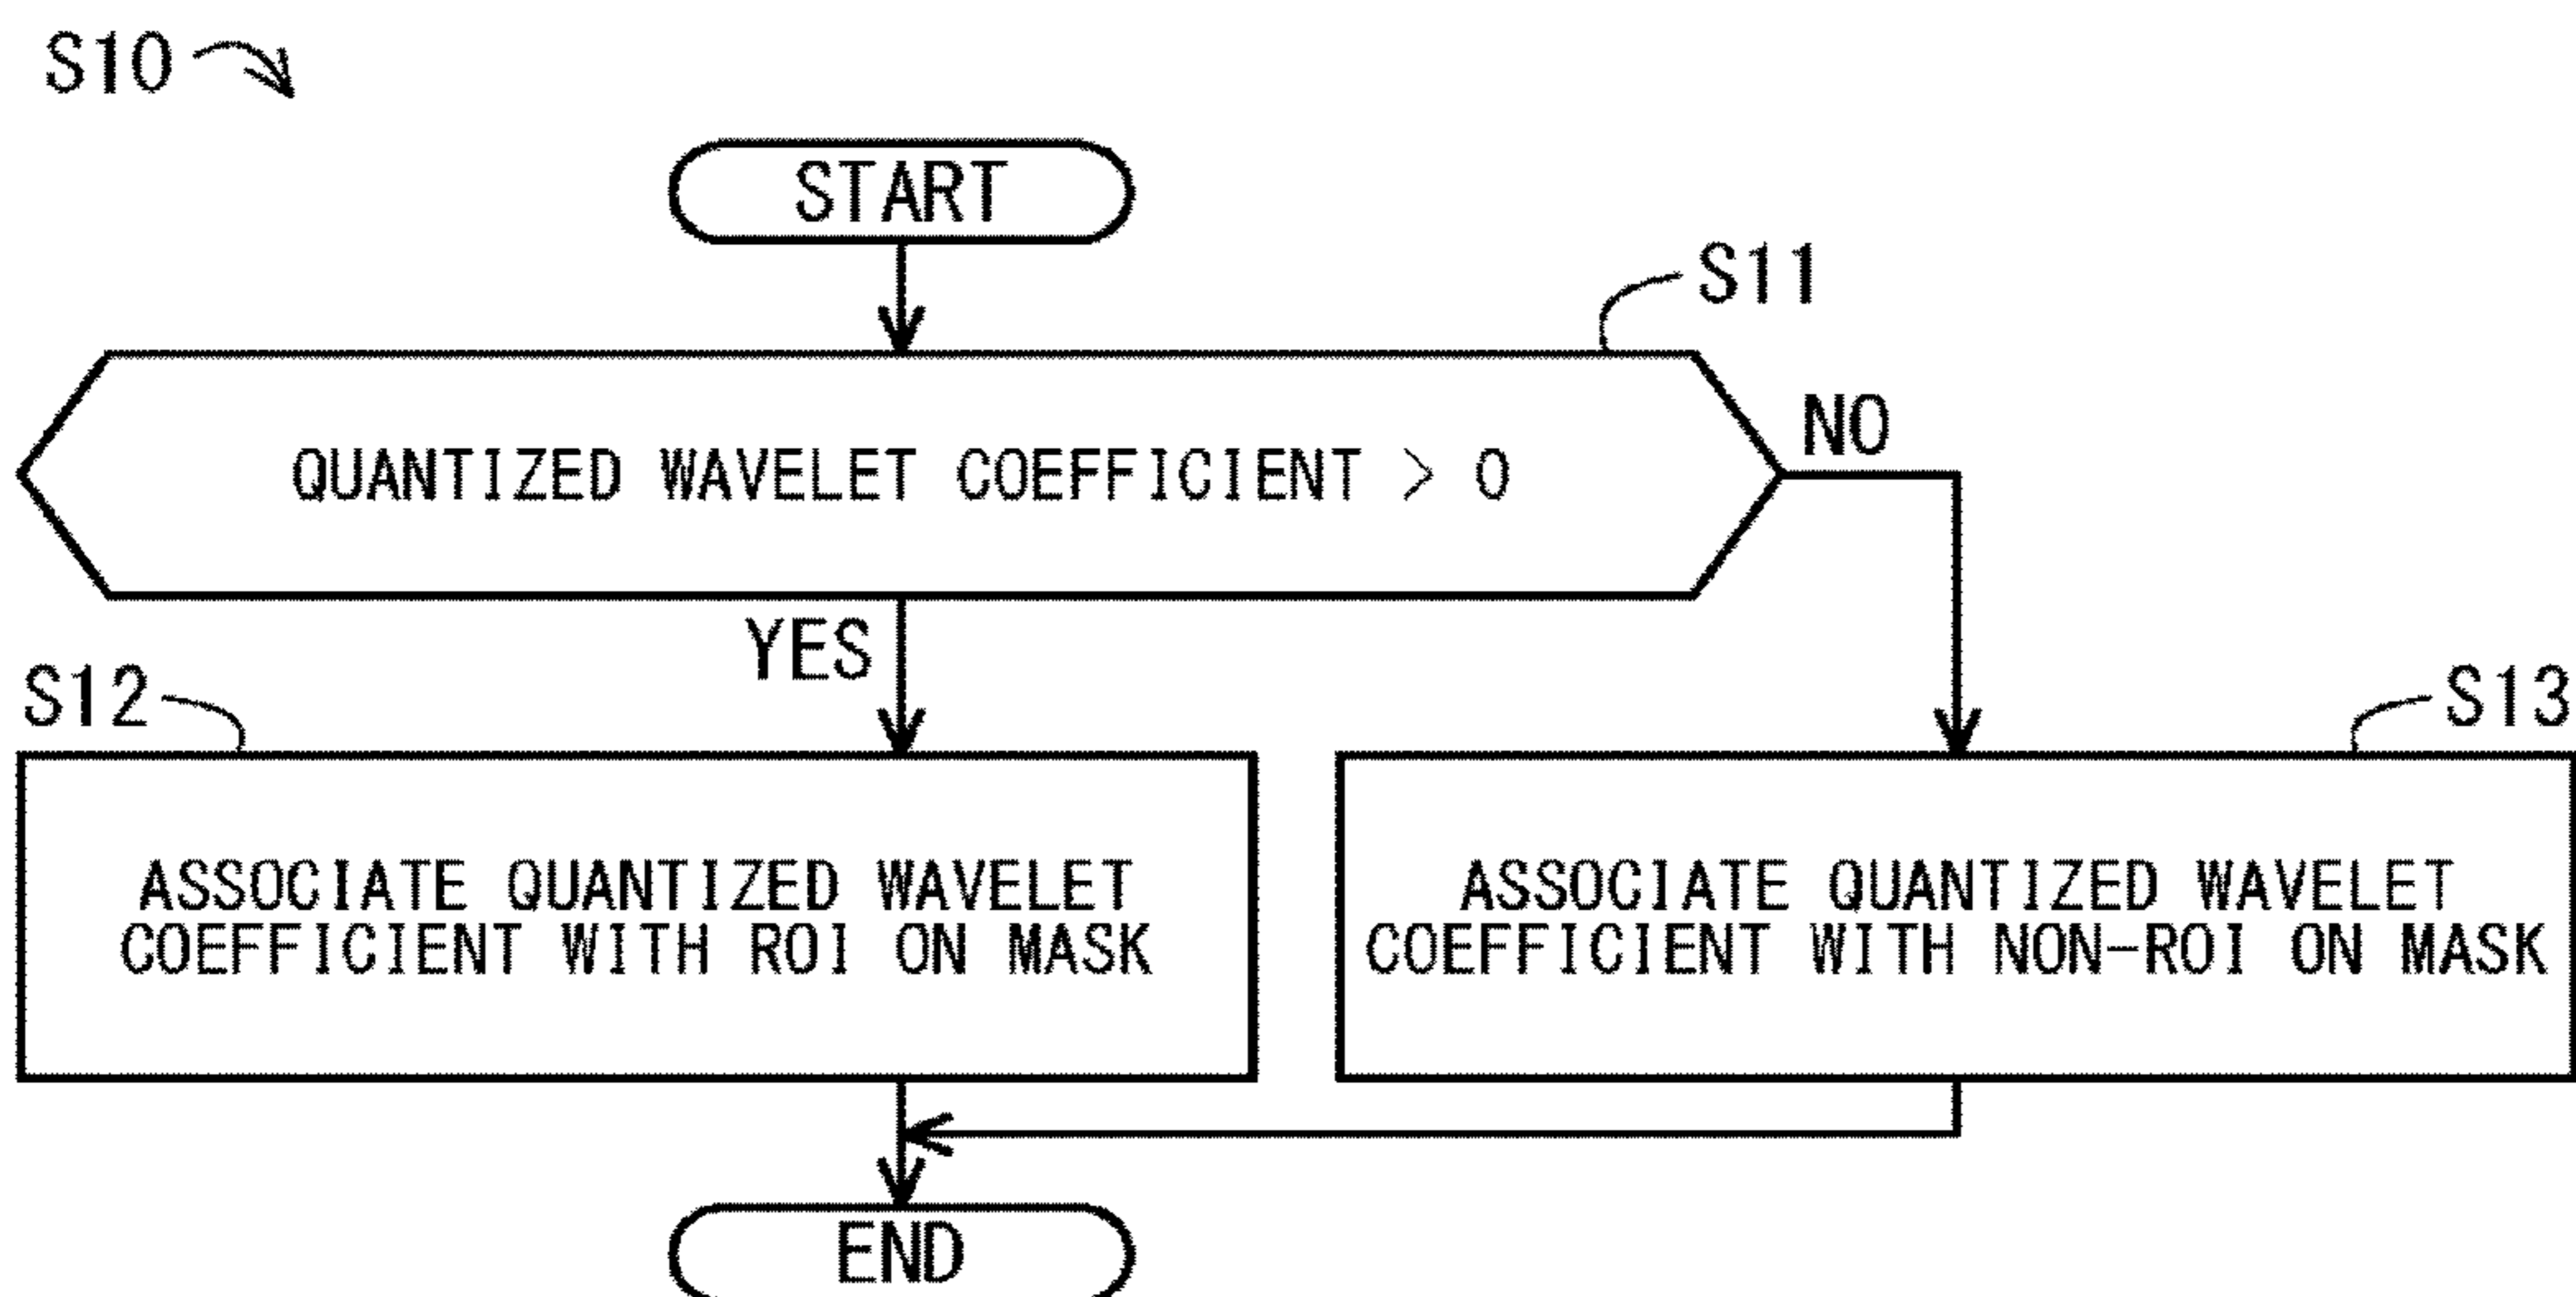 S10
START
S11
QUANTIZED WAVELET COEFFICIENT > 0
NO
YES
S12
S13
ASSOCIATE QUANTIZED WAVELET
COEFFICIENT WITH ROI ON MASK
ASSOCIATE QUANTIZED WAVELET
COEFFICIENT WITH NON-ROI ON MASK
END